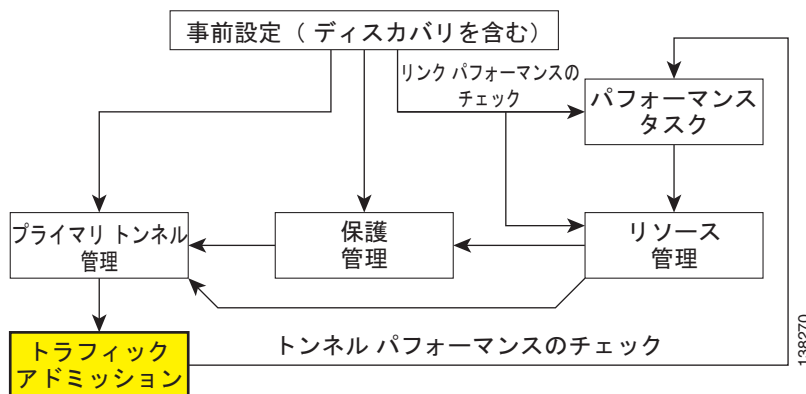 事前設定（ ディスカバリを含む）
リンク パフォーマンスの
チェック
パフォーマンス
タスク
プライマリ トンネル
管理
保護
管理
リソース
管理
トラフィック
アドミッション
トンネル パフォーマンスのチェック
138270